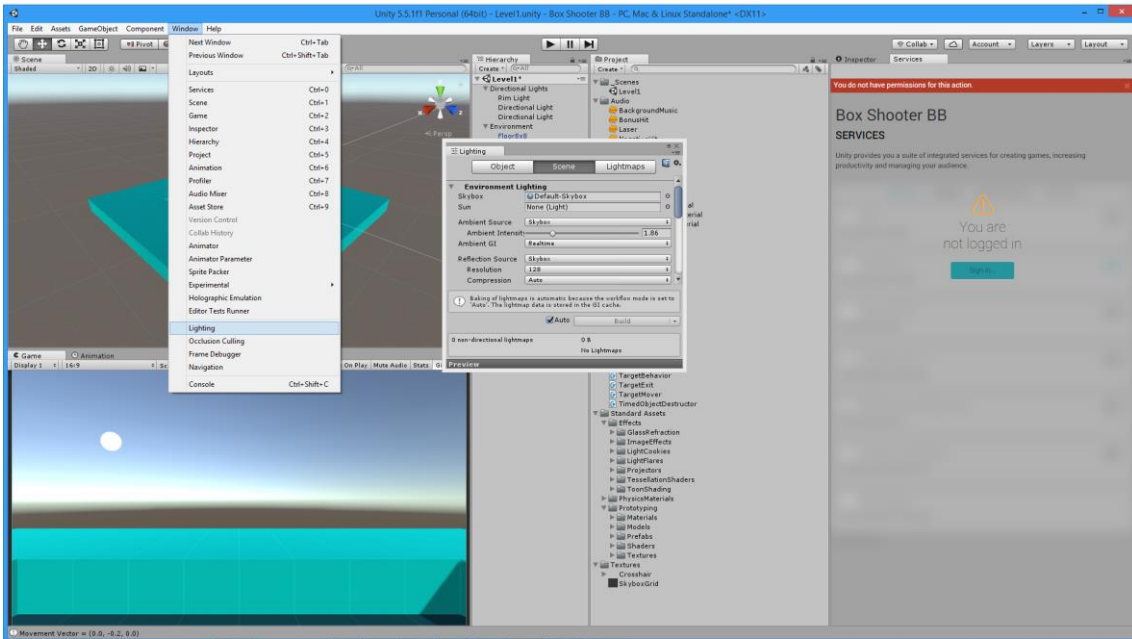 Unity 5.5.1f1 Personal (64bit) - Level1.unity - Box Shooter BB - PC, Mac & Linux Standalone* <DX11>
File Edit Assets GameObject Component Window Help
Pivot
Collab
Account
Layers
Layout
Scene
Shaded
2D
Persp
Next Window Ctrl+Tab
Previous Window Ctrl+Shift+Tab
Layouts
Services Ctrl+0
Scene Ctrl+1
Game Ctrl+2
Inspector Ctrl+3
Hierarchy Ctrl+4
Project Ctrl+5
Animation Ctrl+6
Profiler Ctrl+7
Audio Mixer Ctrl+8
Asset Store Ctrl+9
Version Control
Collab History
Animator
Animator Parameter
Sprite Packer
Experimental
Holographic Emulation
Editor Tests Runner
Lighting
Occlusion Culling
Frame Debugger
Navigation
Console Ctrl+Shift+C
Hierarchy
Create
Level1*
Directional Lights
Rim Light
Directional Light
Directional Light
Environment
Floor8x8
Project
Create
_Scenes
Level1
Audio
BackgroundMusic
BonusHit
Laser
Lighting
Object Scene Lightmaps
Environment Lighting
Skybox Default-Skybox
Sun None (Light)
Ambient Source Skybox
Ambient Intensit 1.86
Ambient GI Realtime
Reflection Source Skybox
Resolution 128
Compression Auto
Baking of lightmaps is automatic because the workflow mode is set to
'Auto'. The lightmap data is stored in the GI cache.
Auto Build
0 non-directional lightmaps 0 B
No Lightmaps
Preview
TargetBehavior
TargetExit
TargetMover
TimedObjectDestructor
Standard Assets
Effects
GlassRefraction
ImageEffects
LightCookies
LightFlares
Projectors
TessellationShaders
ToonShading
PhysicsMaterials
Prototyping
Materials
Models
Prefabs
Shaders
Textures
Textures
Crosshair
SkyboxGrid
Inspector Services
You do not have permissions for this action.
Box Shooter BB
SERVICES
Unity provides you a suite of integrated services for creating games, increasing
productivity and managing your audience.
You are
not logged in
Sign in...
Game Animation
Display 1 16:9
On Play Mute Audio Stats
Movement Vector = (0.0, -0.2, 0.0)